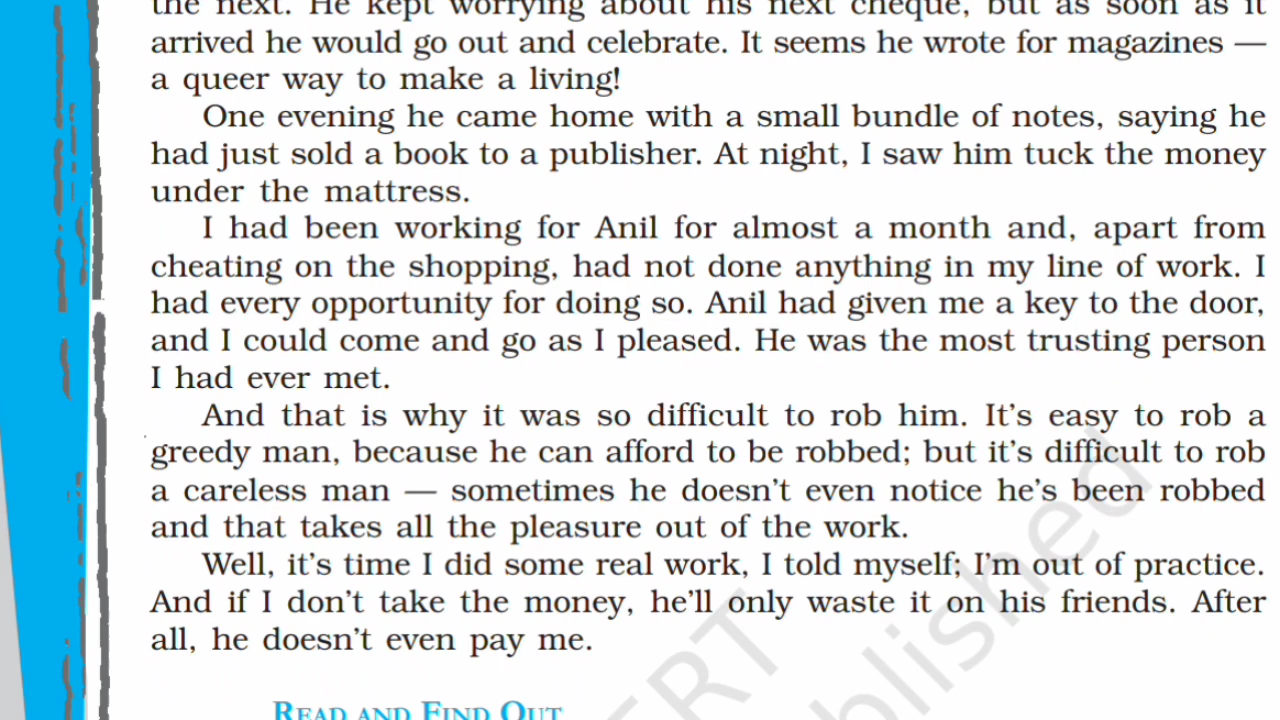 the next. He kept worrying about his next cheque, but as soon as it
arrived he would go out and celebrate. It seems he wrote for magazines —
a queer way to make a living!
One evening he came home with a small bundle of notes, saying he
had just sold a book to a publisher. At night, I saw him tuck the money
under the mattress.
I had been working for Anil for almost a month and, apart from
cheating on the shopping, had not done anything in my line of work. I
had every opportunity for doing so. Anil had given me a key to the door,
and I could come and go as I pleased. He was the most trusting person
I had ever met.
And that is why it was so difficult to rob him. It's easy to rob a
greedy man, because he can afford to be robbed; but it's difficult to rob
a careless man — sometimes he doesn't even notice he's been robbed
and that takes all the pleasure out of the work.
Well, it's time I did some real work, I told myself; I'm out of practice.
And if I don't take the money, he'll only waste it on his friends. After
all, he doesn't even pay me.
READ AND FIND OUT